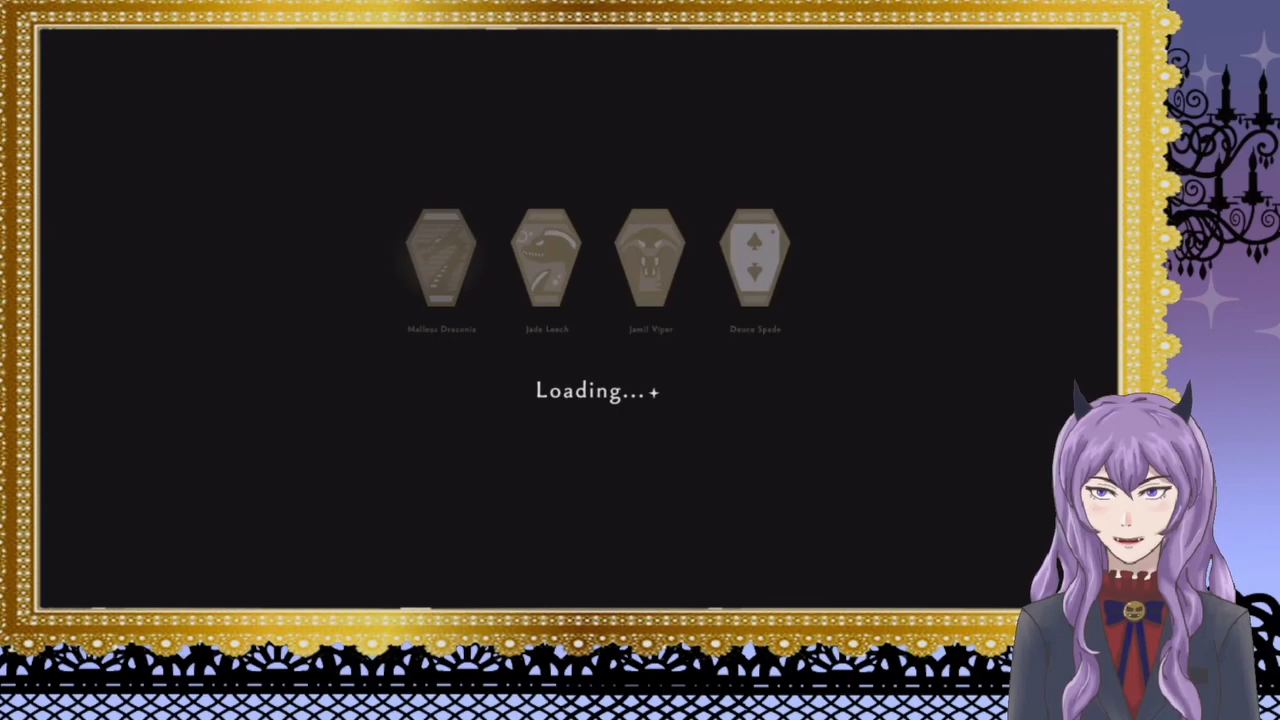 Malleus Draconia
Jade Leech
Jamil Viper
Deuce Spade
Loading...